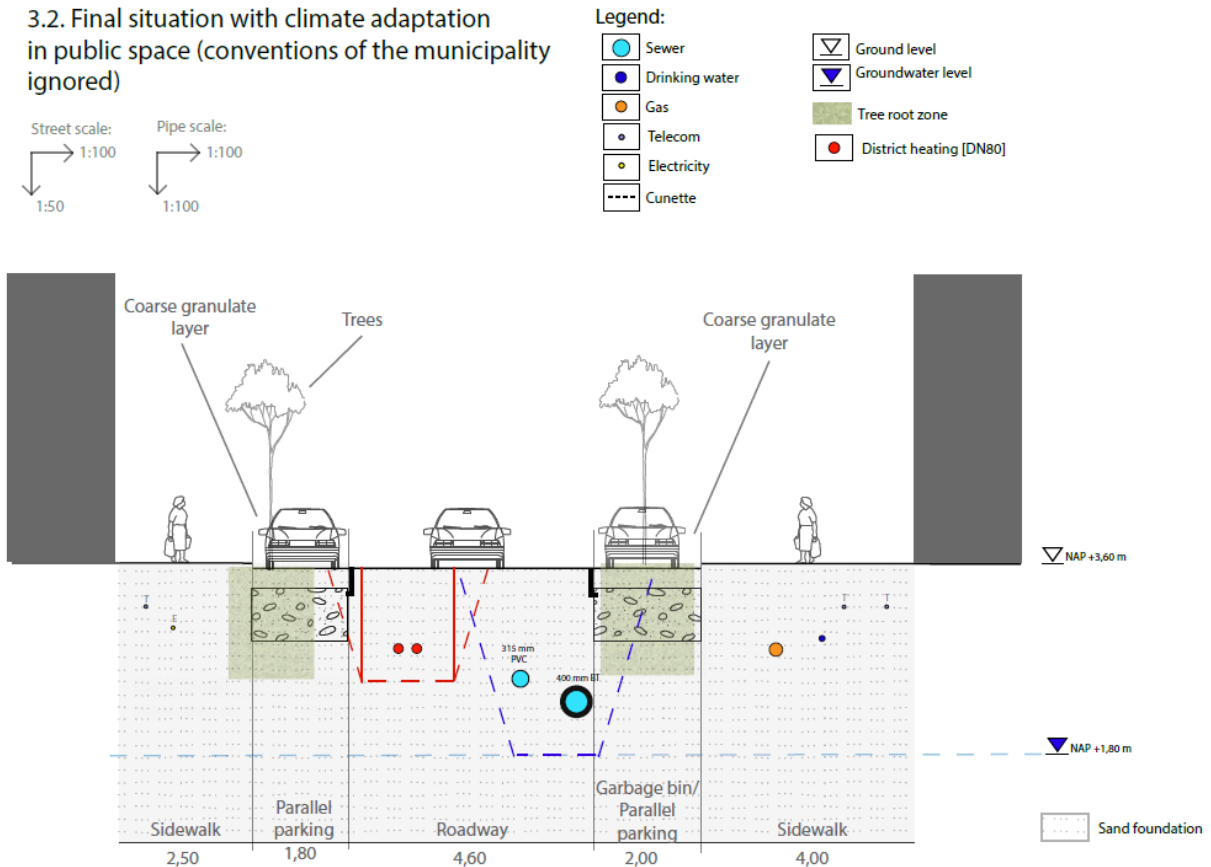 3.2. Final situation with climate adaptation
in public space (conventions of the municipality
ignored)
Street scale:
1:100
1:50
Pipe scale:
1:100
1:100
Legend:
Sewer
Drinking water
Gas
Telecom
Electricity
Cunette
Ground level
Groundwater level
Tree root zone
District heating [DN80]
Coarse granulate
layer
Trees
Coarse granulate
layer
NAP +3,60 m
T
E
T
T
315 mm
PVC
400 mm BT
NAP +1,80 m
Sidewalk
Parallel
parking
Roadway
Garbage bin/
Parallel
parking
Sidewalk
Sand foundation
2,50
1,80
4,60
2,00
4,00